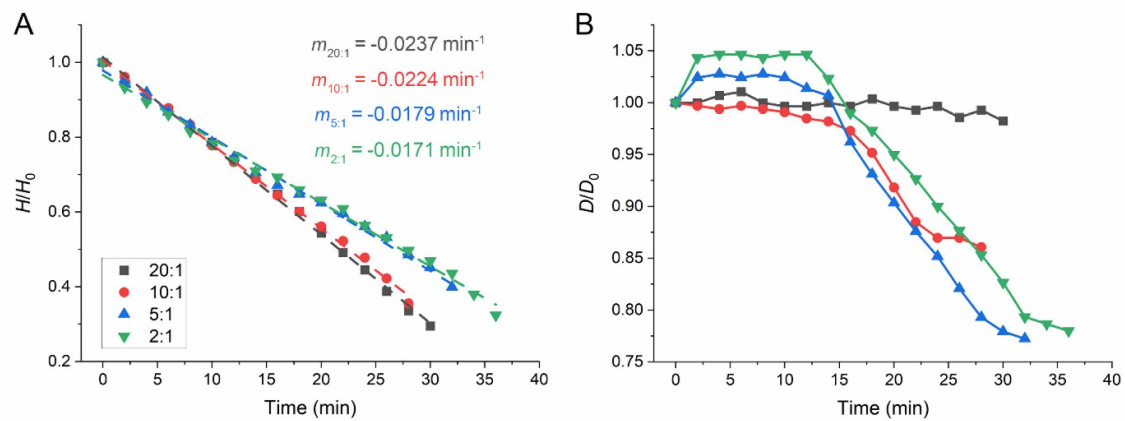 A
m20:1 = -0.0237 min-1
m10:1 = -0.0224 min-1
m5:1 = -0.0179 min-1
m2:1 = -0.0171 min-1
H/H0
1.0
0.8
0.6
0.4
0.2
20:1
10:1
5:1
2:1
0 5 10 15 20 25 30 35 40
Time (min)
B
D/D0
1.05
1.00
0.95
0.90
0.85
0.80
0.75
0 5 10 15 20 25 30 35 40
Time (min)